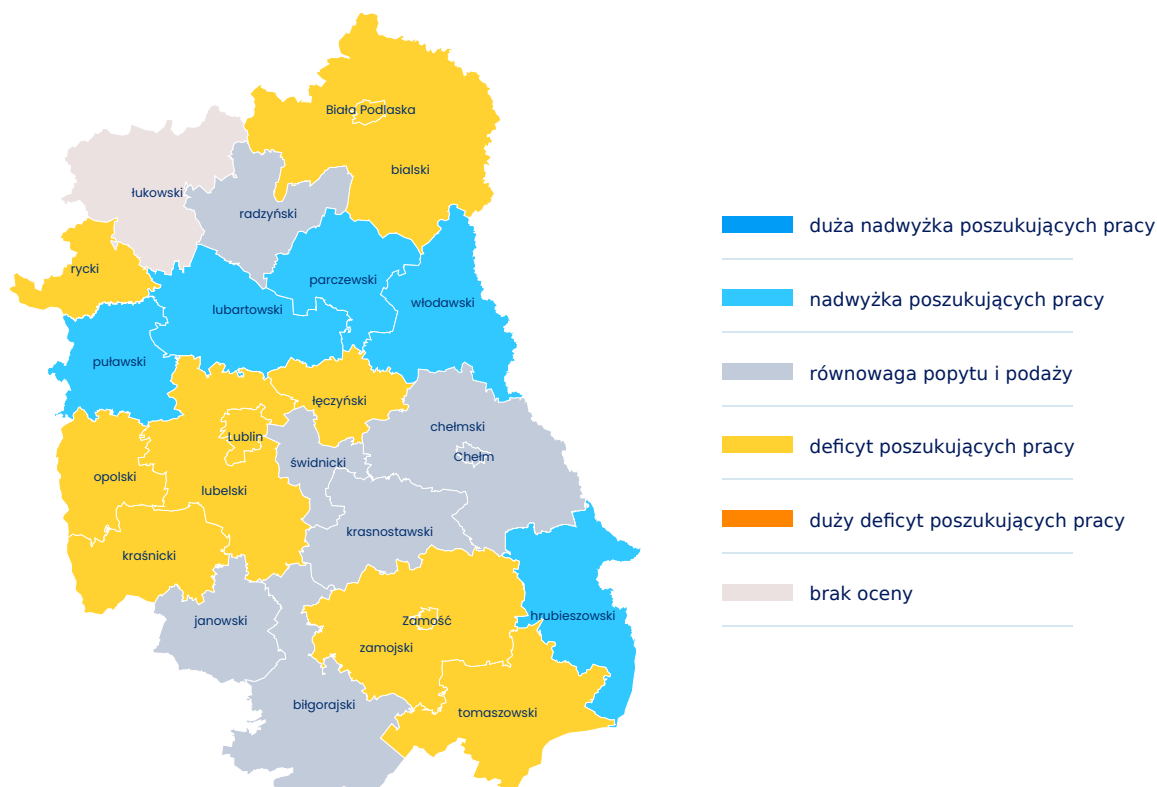 Biała Podlaska
bialski
łukowski
radzyński
rycki
parczewski
włodawski
lubartowski
puławski
łęczyński
chełmski
Lublin
Chełm
świdnicki
opolski
lubelski
krasnostawski
kraśnicki
hrubieszowski
janowski
Zamość
zamojski
biłgorajski
tomaszowski
duża nadwyżka poszukujących pracy
nadwyżka poszukujących pracy
równowaga popytu i podaży
deficyt poszukujących pracy
duży deficyt poszukujących pracy
brak oceny